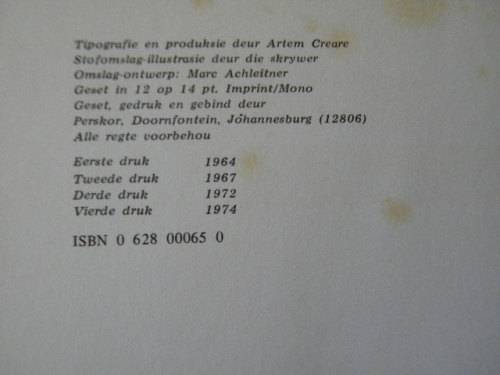 Tipografie en produksie deur Artem Creare
Stofomslag-illustrasie deur die skrywer
Omslag-ontwerp: Marc Achleitner
Geset in 12 op 14 pt. Imprint/Mono
Geset, gedruk en gebind deur
Perskor, Doornfontein, Johannesburg (12806)
Alle regte voorbehou
Eerste druk 1964
Tweede druk 1967
Derde druk 1972
Vierde druk 1974
ISBN 0 628 00065 0